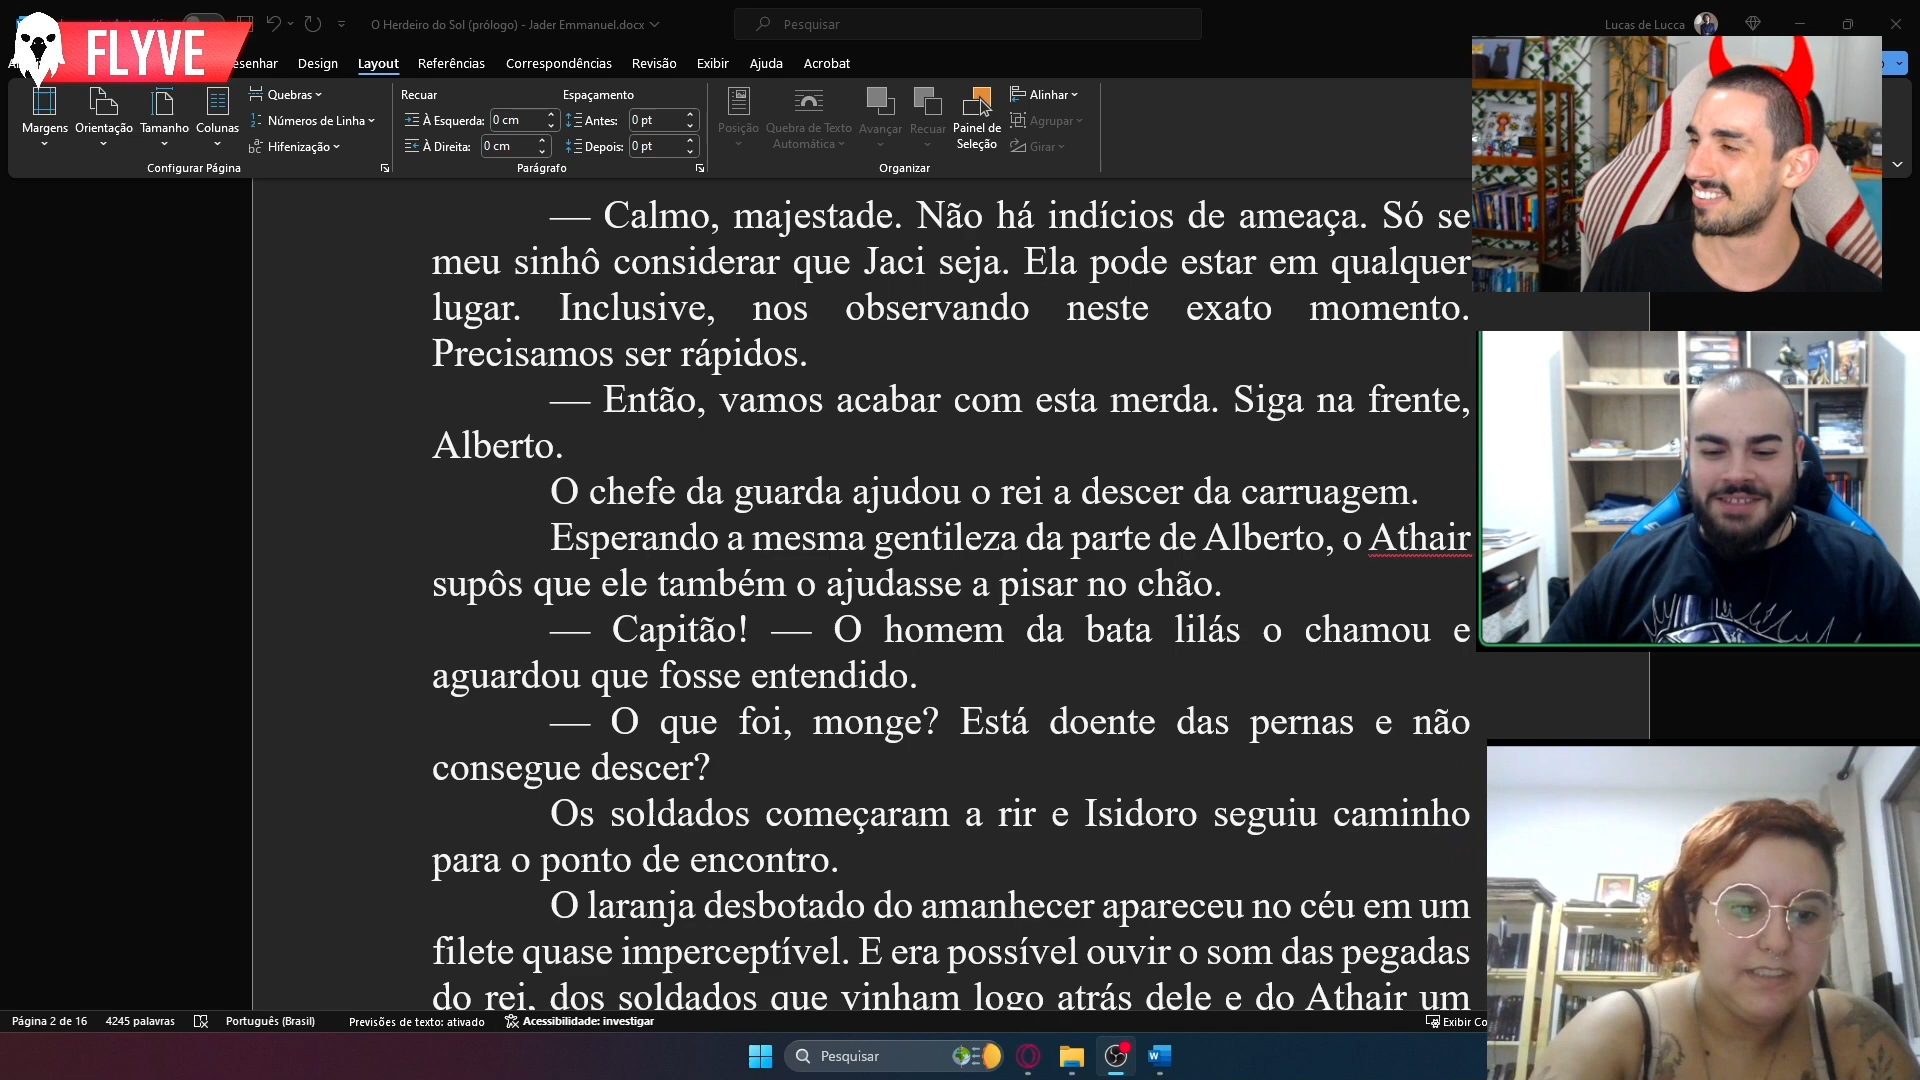 FLYVE
O Herdeiro do Sol (prólogo) - Jader Emmanuel.docx
Pesquisar
Lucas de Lucca
Design
Layout
Referências
Correspondências
Revisão
Exibir
Ajuda
Acrobat
Margens
Orientação
Tamanho
Colunas
Quebras
Números de Linha
Hifenização
Configurar Página
Recuar
Espaçamento
À Esquerda: 0 cm
Antes: 0 pt
À Direita: 0 cm
Depois: 0 pt
Parágrafo
Posição
Quebra de Texto Automática
Avançar
Recuar
Painel de Seleção
Alinhar
Agrupar
Girar
Organizar
— Calmo, majestade. Não há indícios de ameaça. Só se
meu sinhô considerar que Jaci seja. Ela pode estar em qualquer
lugar. Inclusive, nos observando neste exato momento.
Precisamos ser rápidos.
— Então, vamos acabar com esta merda. Siga na frente,
Alberto.
O chefe da guarda ajudou o rei a descer da carruagem.
Esperando a mesma gentileza da parte de Alberto, o Athair
supôs que ele também o ajudasse a pisar no chão.
— Capitão! — O homem da bata lilás o chamou e
aguardou que fosse entendido.
— O que foi, monge? Está doente das pernas e não
consegue descer?
Os soldados começaram a rir e Isidoro seguiu caminho
para o ponto de encontro.
O laranja desbotado do amanhecer apareceu no céu em um
filete quase imperceptível. E era possível ouvir o som das pegadas
do rei, dos soldados que vinham logo atrás dele e do Athair um
Página 2 de 16
4245 palavras
Português (Brasil)
Previsões de texto: ativado
Acessibilidade: investigar
Exibir Co
Pesquisar